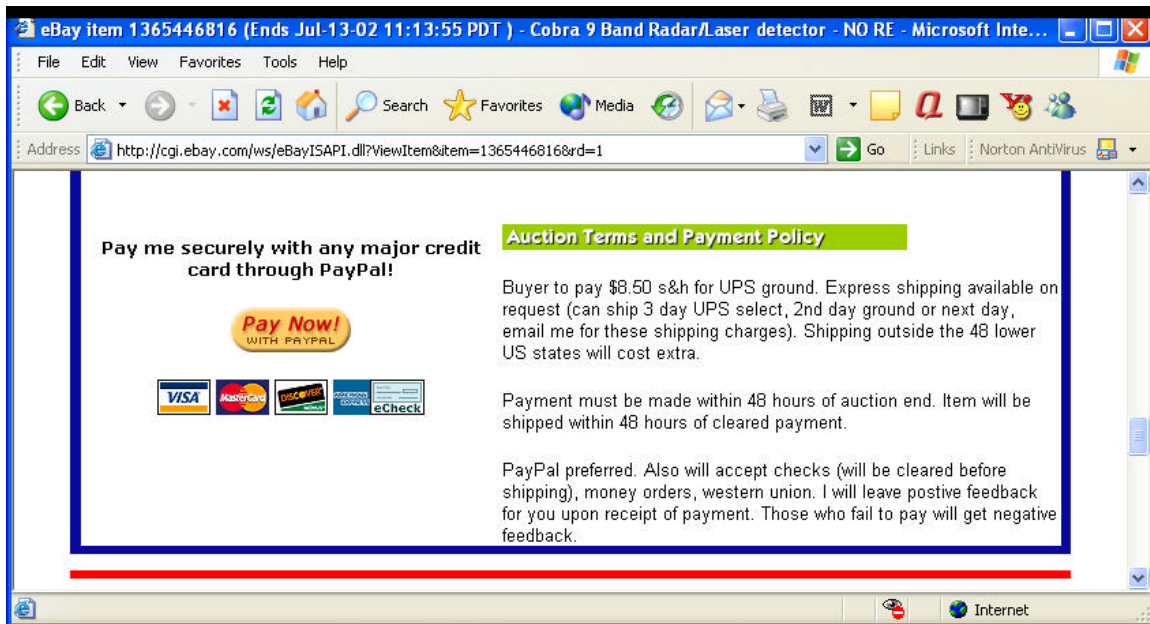 eBay item 1365446816 (Ends Jul-13-02 11:13:55 PDT ) - Cobra 9 Band Radar/Laser detector - NO RE - Microsoft Inte...
File Edit View Favorites Tools Help
Back Search Favorites Media
Address http://cgi.ebay.com/ws/eBayISAPI.dll?ViewItem&item=1365446816&rd=1 Go Links Norton AntiVirus
Pay me securely with any major credit
card through PayPal!
Pay Now!
WITH PAYPAL
VISA MasterCard DISCOVER AMERICAN EXPRESS eCheck
Auction Terms and Payment Policy
Buyer to pay $8.50 s&h for UPS ground. Express shipping available on
request (can ship 3 day UPS select, 2nd day ground or next day,
email me for these shipping charges). Shipping outside the 48 lower
US states will cost extra.
Payment must be made within 48 hours of auction end. Item will be
shipped within 48 hours of cleared payment.
PayPal preferred. Also will accept checks (will be cleared before
shipping), money orders, western union. I will leave postive feedback
for you upon receipt of payment. Those who fail to pay will get negative
feedback.
Internet